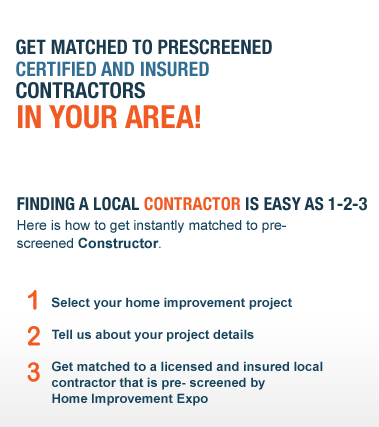 GET MATCHED TO PRESCREENED
CERTIFIED AND INSURED
CONTRACTORS
IN YOUR AREA!
FINDING A LOCAL CONTRACTOR IS EASY AS 1-2-3
Here is how to get instantly matched to pre-
screened Constructor.
1 Select your home improvement project
2 Tell us about your project details
3 Get matched to a licensed and insured local
contractor that is pre- screened by
Home Improvement Expo